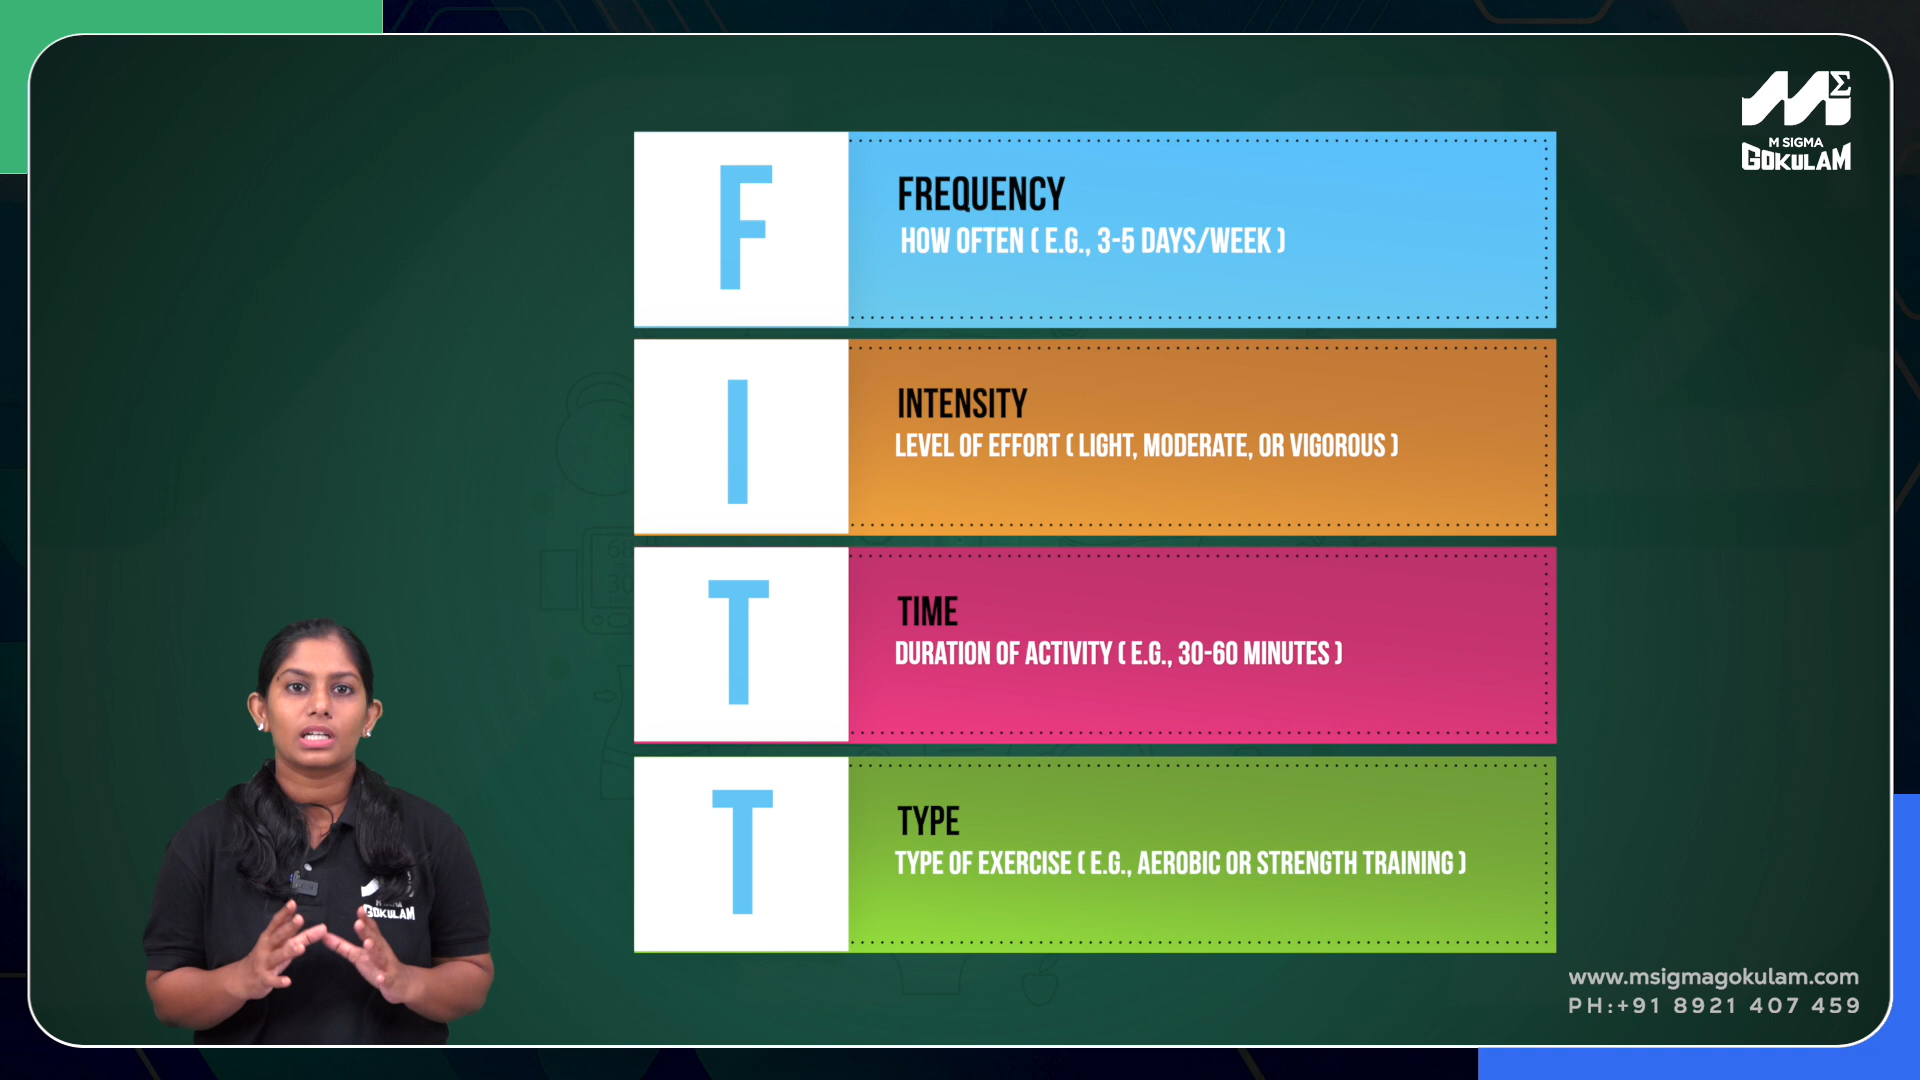 M SIGMA
GOKULAM
F
FREQUENCY
HOW OFTEN ( E.G., 3-5 DAYS/WEEK )
I
INTENSITY
LEVEL OF EFFORT ( LIGHT, MODERATE, OR VIGOROUS )
T
TIME
DURATION OF ACTIVITY ( E.G., 30-60 MINUTES )
T
TYPE
TYPE OF EXERCISE ( E.G., AEROBIC OR STRENGTH TRAINING )
GOKULAM
www.msigmagokulam.com
PH:+91 8921 407 459